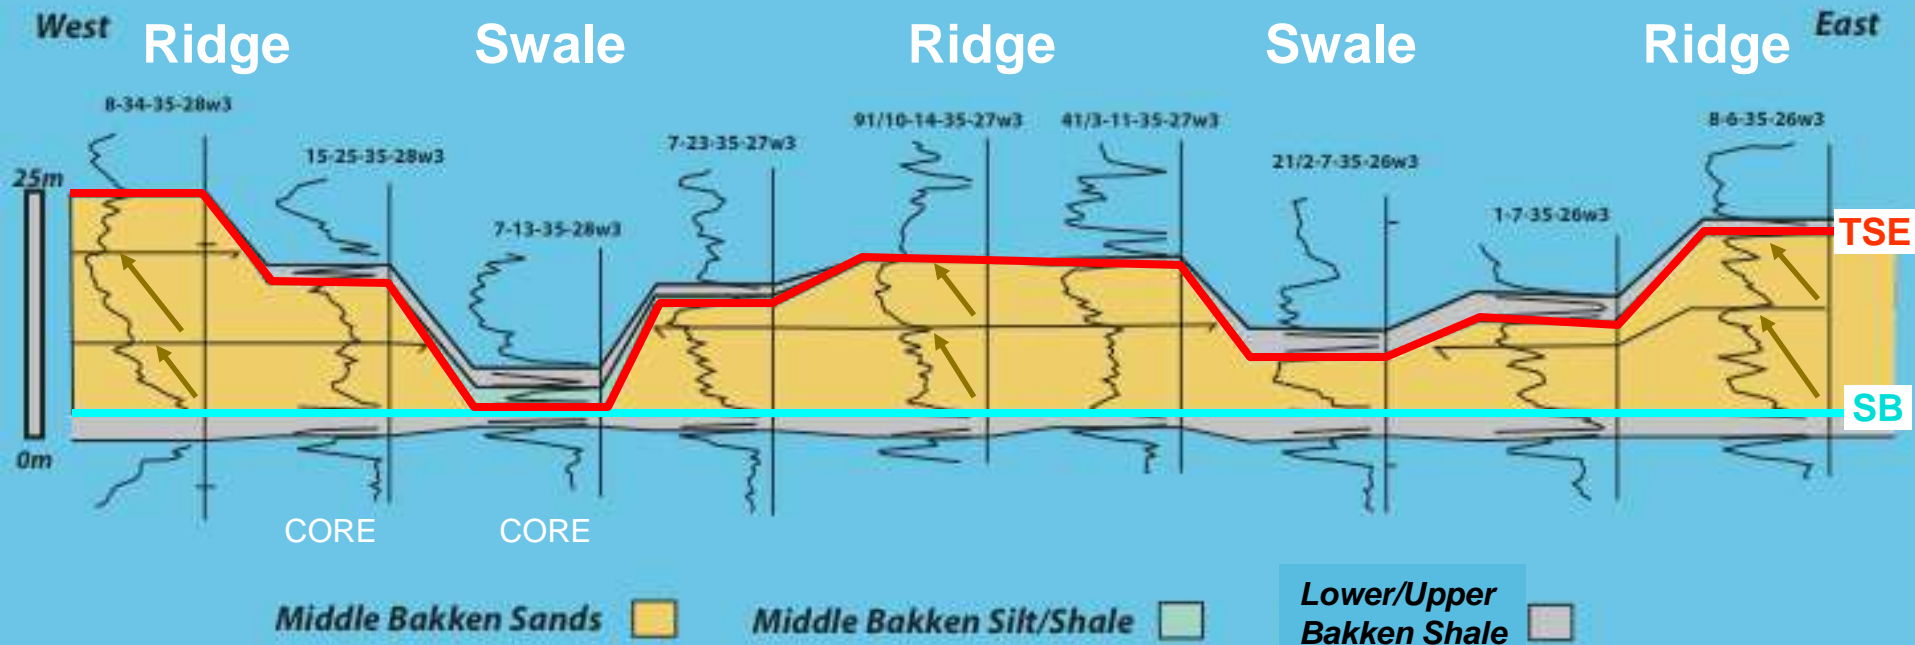 West
Ridge
Swale
Ridge
Swale
Ridge
East
8-34-35-28w3
15-25-35-28w3
7-13-35-28w3
7-23-35-27w3
91/10-14-35-27w3
41/3-11-35-27w3
21/2-7-35-26w3
1-7-35-26w3
8-6-35-26w3
25m
0m
TSE
SB
CORE
CORE
Middle Bakken Sands
Middle Bakken Silt/Shale
Lower/Upper
Bakken Shale